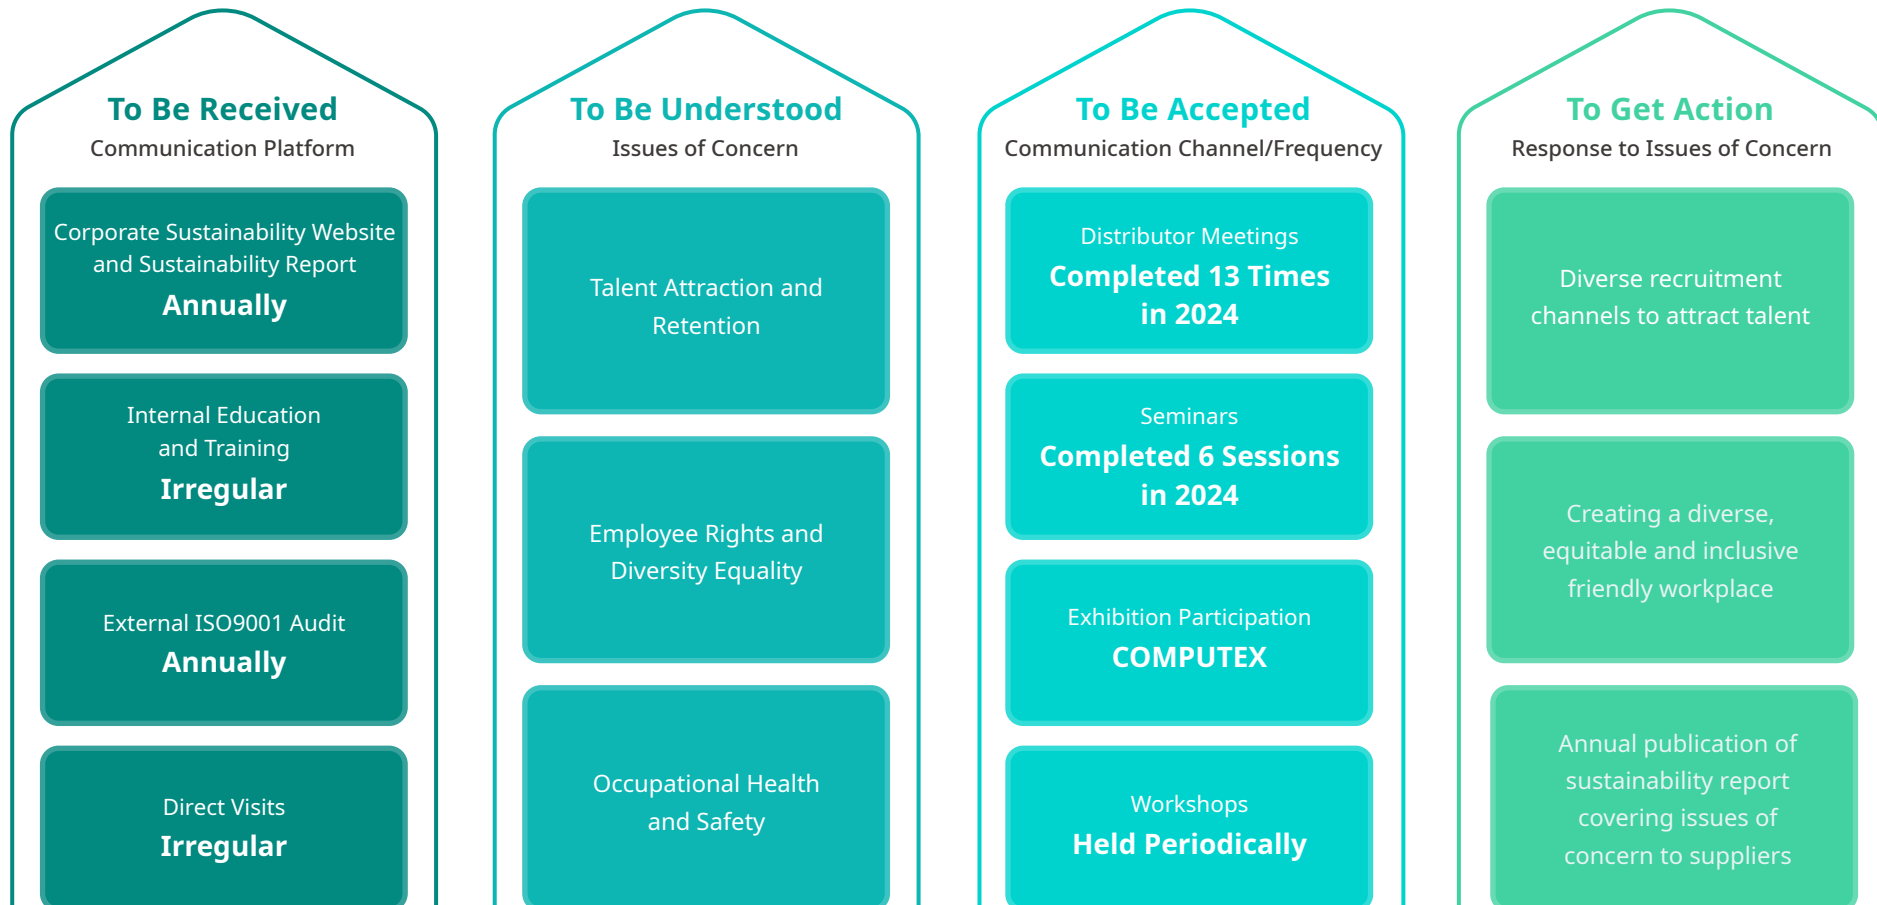 To Be Received
Communication Platform
Corporate Sustainability Website
and Sustainability Report
Annually
Internal Education
and Training
Irregular
External ISO9001 Audit
Annually
Direct Visits
Irregular
To Be Understood
Issues of Concern
Talent Attraction and
Retention
Employee Rights and
Diversity Equality
Occupational Health
and Safety
To Be Accepted
Communication Channel/Frequency
Distributor Meetings
Completed 13 Times
in 2024
Seminars
Completed 6 Sessions
in 2024
Exhibition Participation
COMPUTEX
Workshops
Held Periodically
To Get Action
Response to Issues of Concern
Diverse recruitment
channels to attract talent
Creating a diverse,
equitable and inclusive
friendly workplace
Annual publication of
sustainability report
covering issues of
concern to suppliers